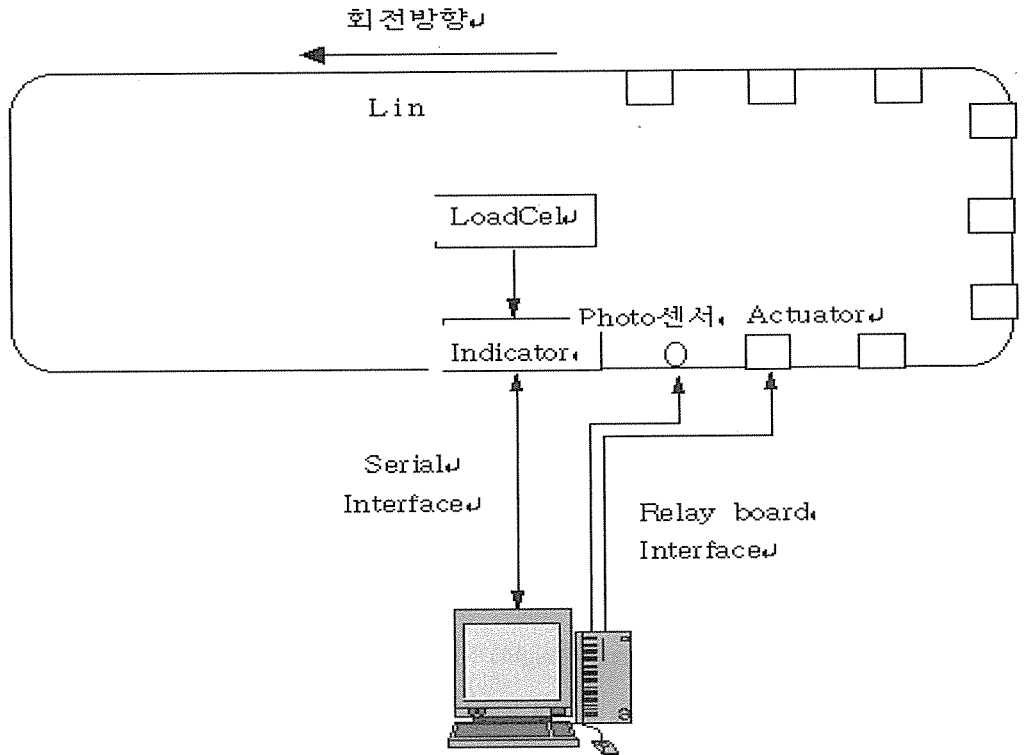 회전방향↵
Lin
LoadCel↵
Photo센서↵ Actuator↵
Indicator↵
Serial↵
Interface↵
Relay board↵
Interface↵